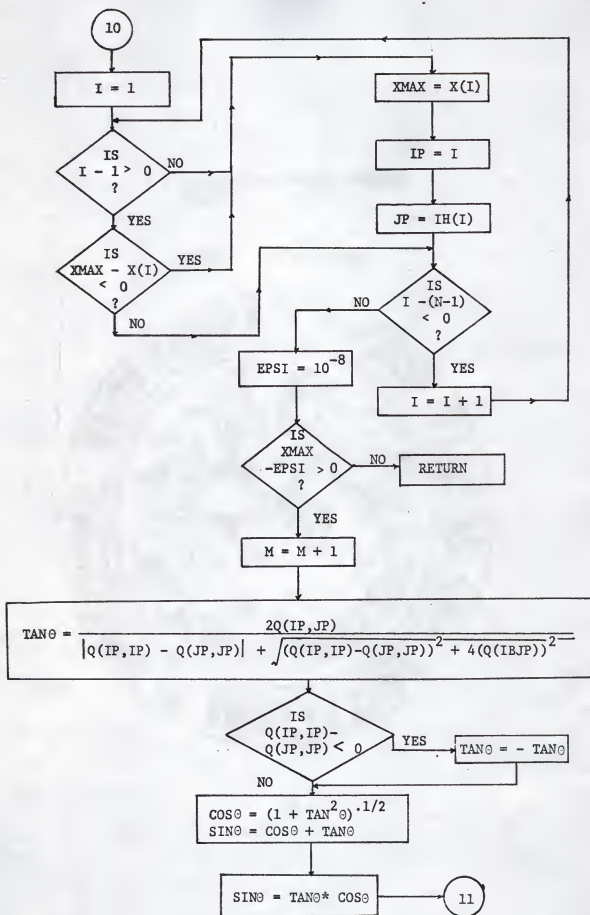 10
I = 1
IS
I - 1 > 0
?
NO
YES
IS
XMAX - X(I)
< 0
?
YES
NO
XMAX = X(I)
IP = I
JP = IH(I)
IS
I -(N-1)
< 0
?
NO
YES
I = I + 1
EPSI = 10^-8
IS
XMAX
-EPSI > 0
?
NO
RETURN
YES
M = M + 1
TANΘ = 2Q(IP,JP) / |Q(IP,IP) - Q(JP,JP)| + √(Q(IP,IP)-Q(JP,JP))^2 + 4(Q(IBJP))^2
IS
Q(IP,IP)-
Q(JP,JP) < 0
?
YES
TANΘ = - TANΘ
NO
COSΘ = (1 + TAN^2Θ)^.1/2
SINΘ = COSΘ + TANΘ
SINΘ = TANΘ* COSΘ
11